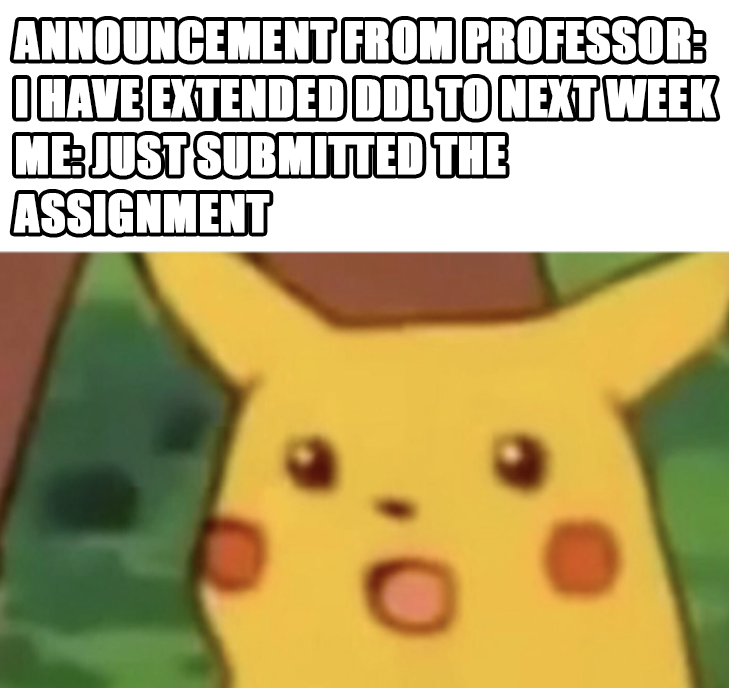 ANNOUNCEMENT FROM PROFESSOR:
I HAVE EXTENDED DDL TO NEXT WEEK
ME: JUST SUBMITTED THE
ASSIGNMENT